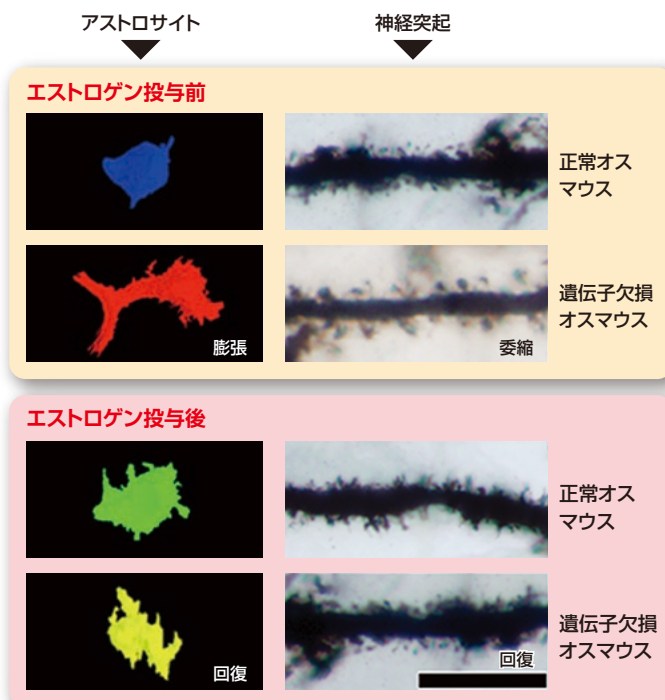 アストロサイト
神経突起
エストロゲン投与前
正常オス
マウス
膨張
委縮
遺伝子欠損
オスマウス
エストロゲン投与後
正常オス
マウス
回復
回復
遺伝子欠損
オスマウス